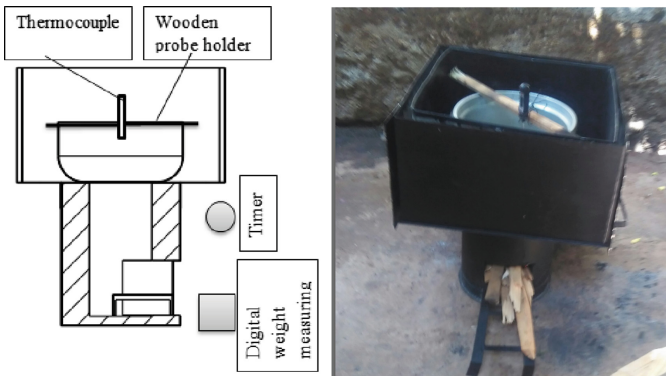 Thermocouple
Wooden
probe holder
Timer
Digital
weight
measuring